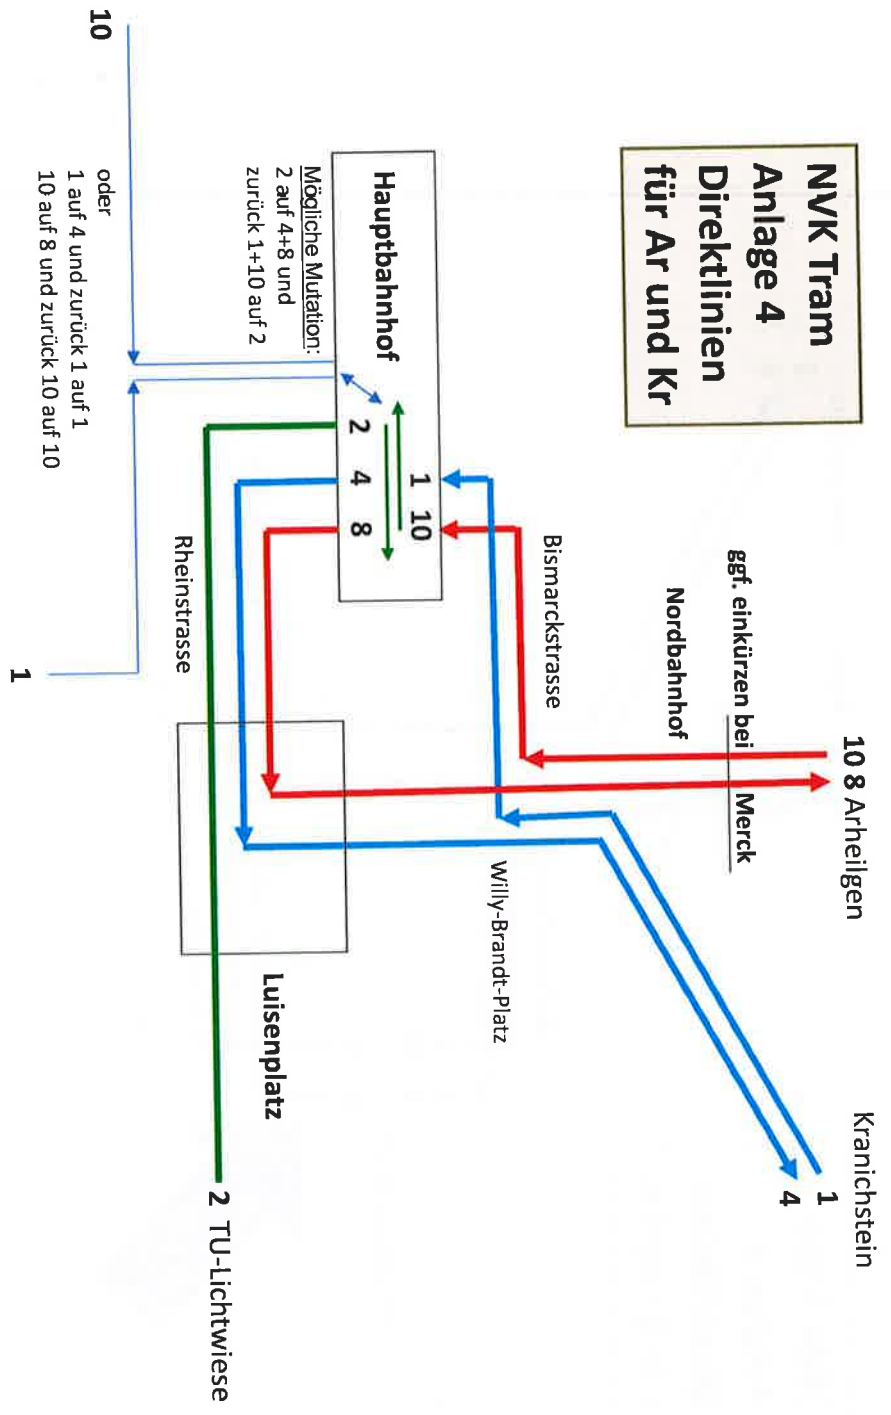 NVK Tram
Anlage 4
Direktlinien
für Ar und Kr
10 8 Arheilgen
Kranichstein
1
4
ggf. einkürzen bei Merck
Nordbahnhof
Bismarckstrasse
Willy-Brandt-Platz
Hauptbahnhof
1 10
2 4 8
Mögliche Mutation:
2 auf 4+8 und
zurück 1+10 auf 2
Luisenplatz
Rheinstrasse
2 TU-Lichtwiese
10
oder
1 auf 4 und zurück 1 auf 1
10 auf 8 und zurück 10 auf 10
1